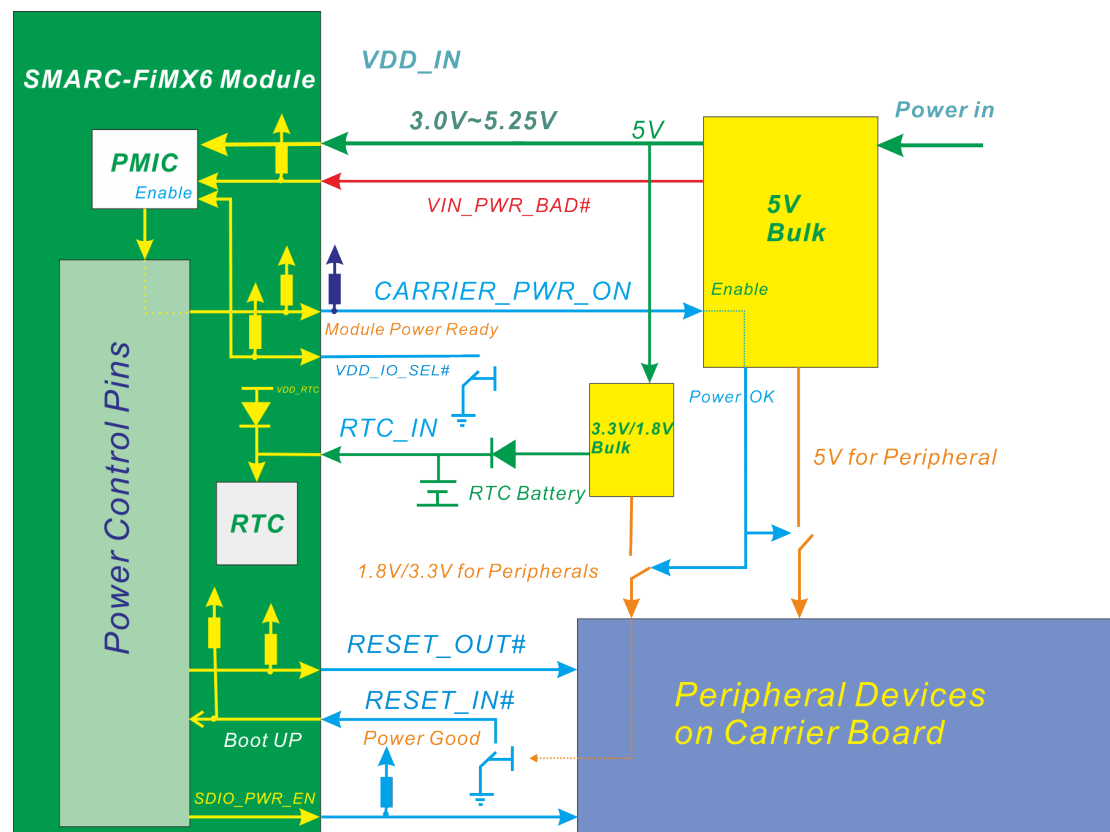 SMARC-FiMX6 Module
VDD_IN
3.0V~5.25V
5V
Power in
PMIC
Enable
VIN_PWR_BAD#
5V
Bulk
CARRIER_PWR_ON
Enable
Module Power Ready
VDD_IO_SEL#
Power OK
VDD_RTC
RTC_IN
3.3V/1.8V
Bulk
5V for Peripheral
RTC Battery
RTC
Power Control Pins
1.8V/3.3V for Peripherals
RESET_OUT#
RESET_IN#
Boot UP
Power Good
Peripheral Devices
on Carrier Board
SDIO_PWR_EN